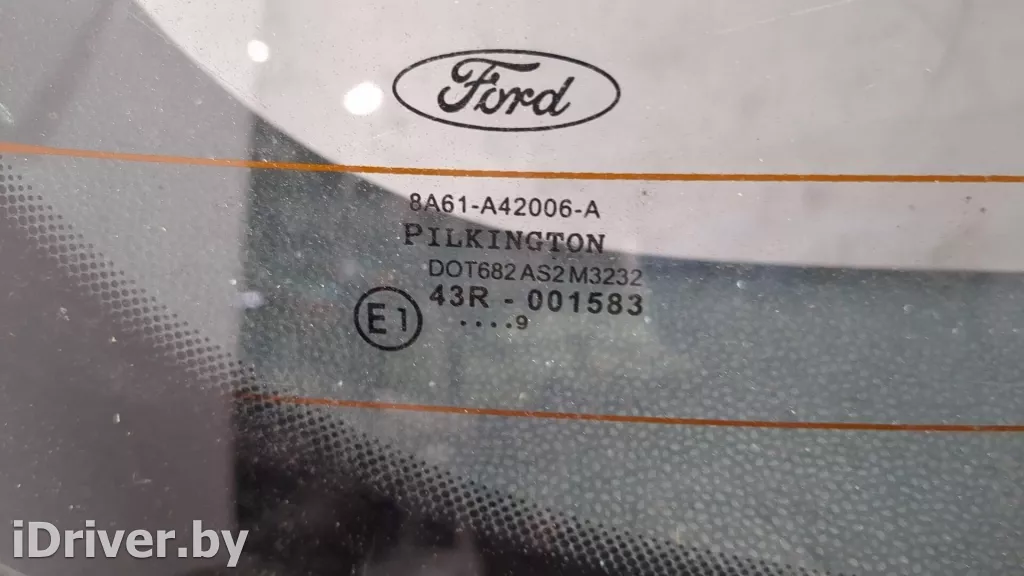 Ford
8A61-A42006-A
PILKINGTON
DOT682 AS2 M3232
43R - 001583
E1
....9
iDriver.by